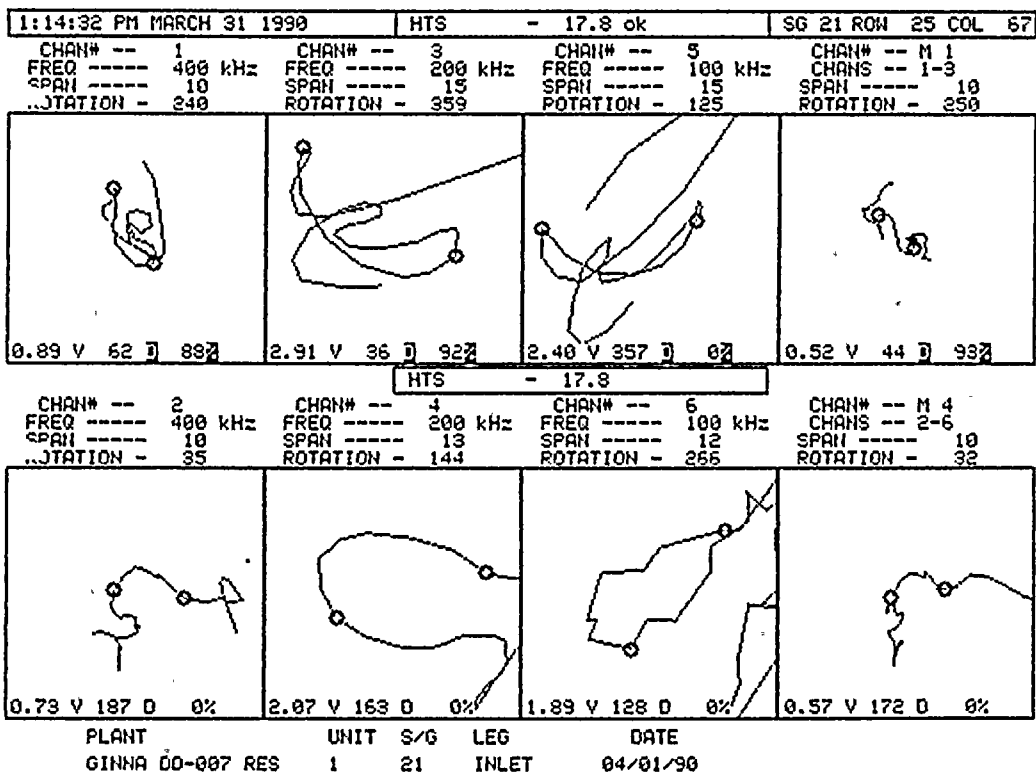 1:14:32 PM MARCH 31 1990 HTS - 17.8 ok SG 21 ROW 25 COL 67
CHAN# -- 1 CHAN# -- 3 CHAN# -- 5 CHAN# -- M 1
FREQ ----- 400 kHz FREQ ----- 200 kHz FREQ ----- 100 kHz CHANS -- 1-3
SPAN ----- 10 SPAN ----- 15 SPAN ----- 15 SPAN ----- 10
OTATION - 240 ROTATION - 359 ROTATION - 125 ROTATION - 250
0.89 V 62 D 88% 2.91 V 36 D 92% 2.40 V 357 D 0% 0.52 V 44 D 93%
HTS - 17.8
CHAN# -- 2 CHAN# -- 4 CHAN# -- 6 CHAN# -- M 4
FREQ ----- 400 kHz FREQ ----- 200 kHz FREQ ----- 100 kHz CHANS -- 2-6
SPAN ----- 10 SPAN ----- 13 SPAN ----- 12 SPAN ----- 10
OTATION - 35 ROTATION - 144 ROTATION - 266 ROTATION - 32
0.73 V 187 D 0% 2.07 V 163 D 0% 1.89 V 128 D 0% 0.57 V 172 D 0%
PLANT UNIT S/G LEG DATE
GINNA DD-007 RES 1 21 INLET 04/01/90